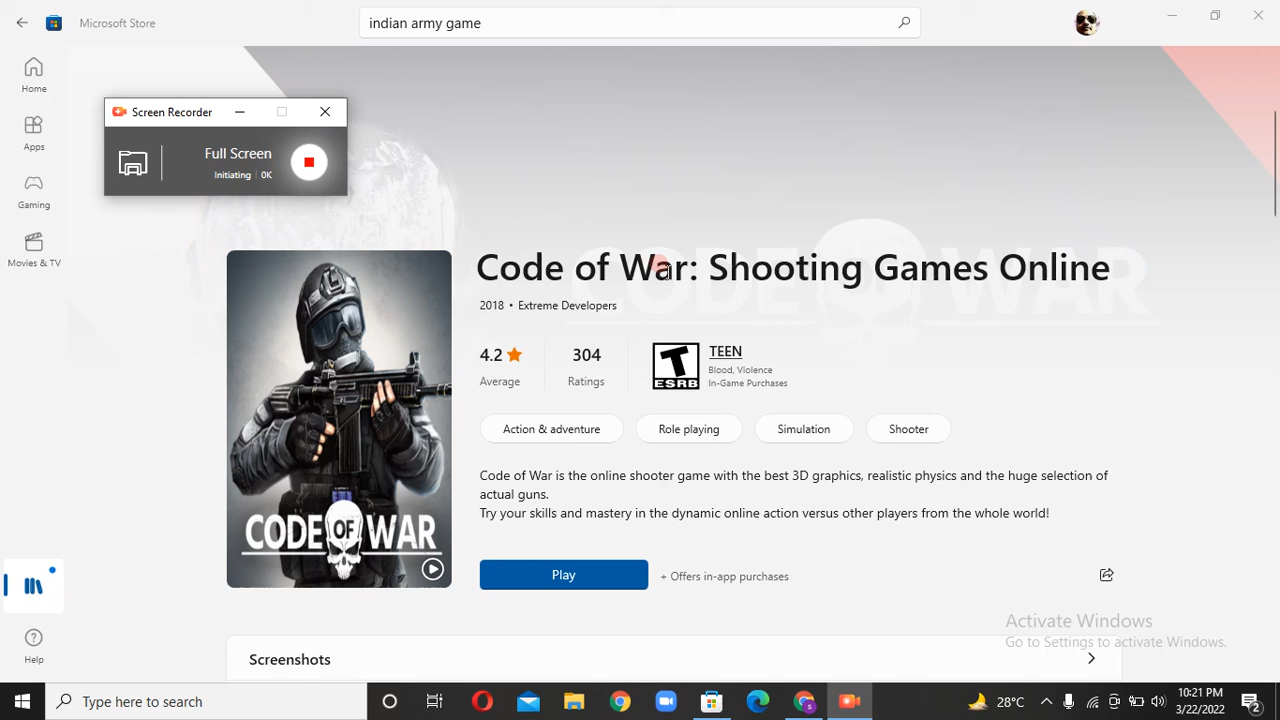 Microsoft Store
indian army game
Home
Apps
Gaming
Movies & TV
Help
Screen Recorder
Full Screen
Initiating | 0K
Code of War: Shooting Games Online
2018 • Extreme Developers
4.2
Average
304
Ratings
T
ESRB
TEEN
Blood, Violence
In-Game Purchases
Action & adventure
Role playing
Simulation
Shooter
Code of War is the online shooter game with the best 3D graphics, realistic physics and the huge selection of
actual guns.
Try your skills and mastery in the dynamic online action versus other players from the whole world!
CODE OF WAR
CODE OF WAR
Play
+ Offers in-app purchases
Activate Windows
Go to Settings to activate Windows.
Screenshots
Type here to search
28°C
10:21 PM
3/22/2022
2